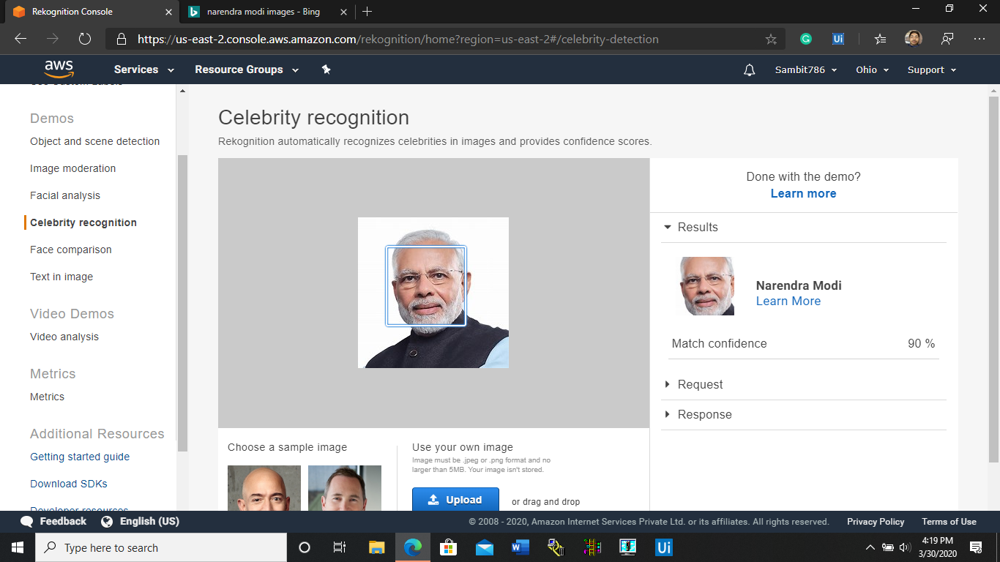 Rekognition Console
narendra modi images - Bing
https://us-east-2.console.aws.amazon.com/rekognition/home?region=us-east-2#/celebrity-detection
Ui
aws
Services
Resource Groups
Sambit786
Ohio
Support
Use Custom Labels
Demos
Object and scene detection
Image moderation
Facial analysis
Celebrity recognition
Face comparison
Text in image
Video Demos
Video analysis
Metrics
Metrics
Additional Resources
Getting started guide
Download SDKs
Developer resources
Celebrity recognition
Rekognition automatically recognizes celebrities in images and provides confidence scores.
Choose a sample image
Use your own image
Image must be .jpeg or .png format and no
larger than 5MB. Your image isn't stored.
Upload
or drag and drop
Done with the demo?
Learn more
Results
Narendra Modi
Learn More
Match confidence 90 %
Request
Response
Feedback
English (US)
© 2008 - 2020, Amazon Internet Services Private Ltd. or its affiliates. All rights reserved.
Privacy Policy
Terms of Use
Type here to search
Ui
4:19 PM
3/30/2020